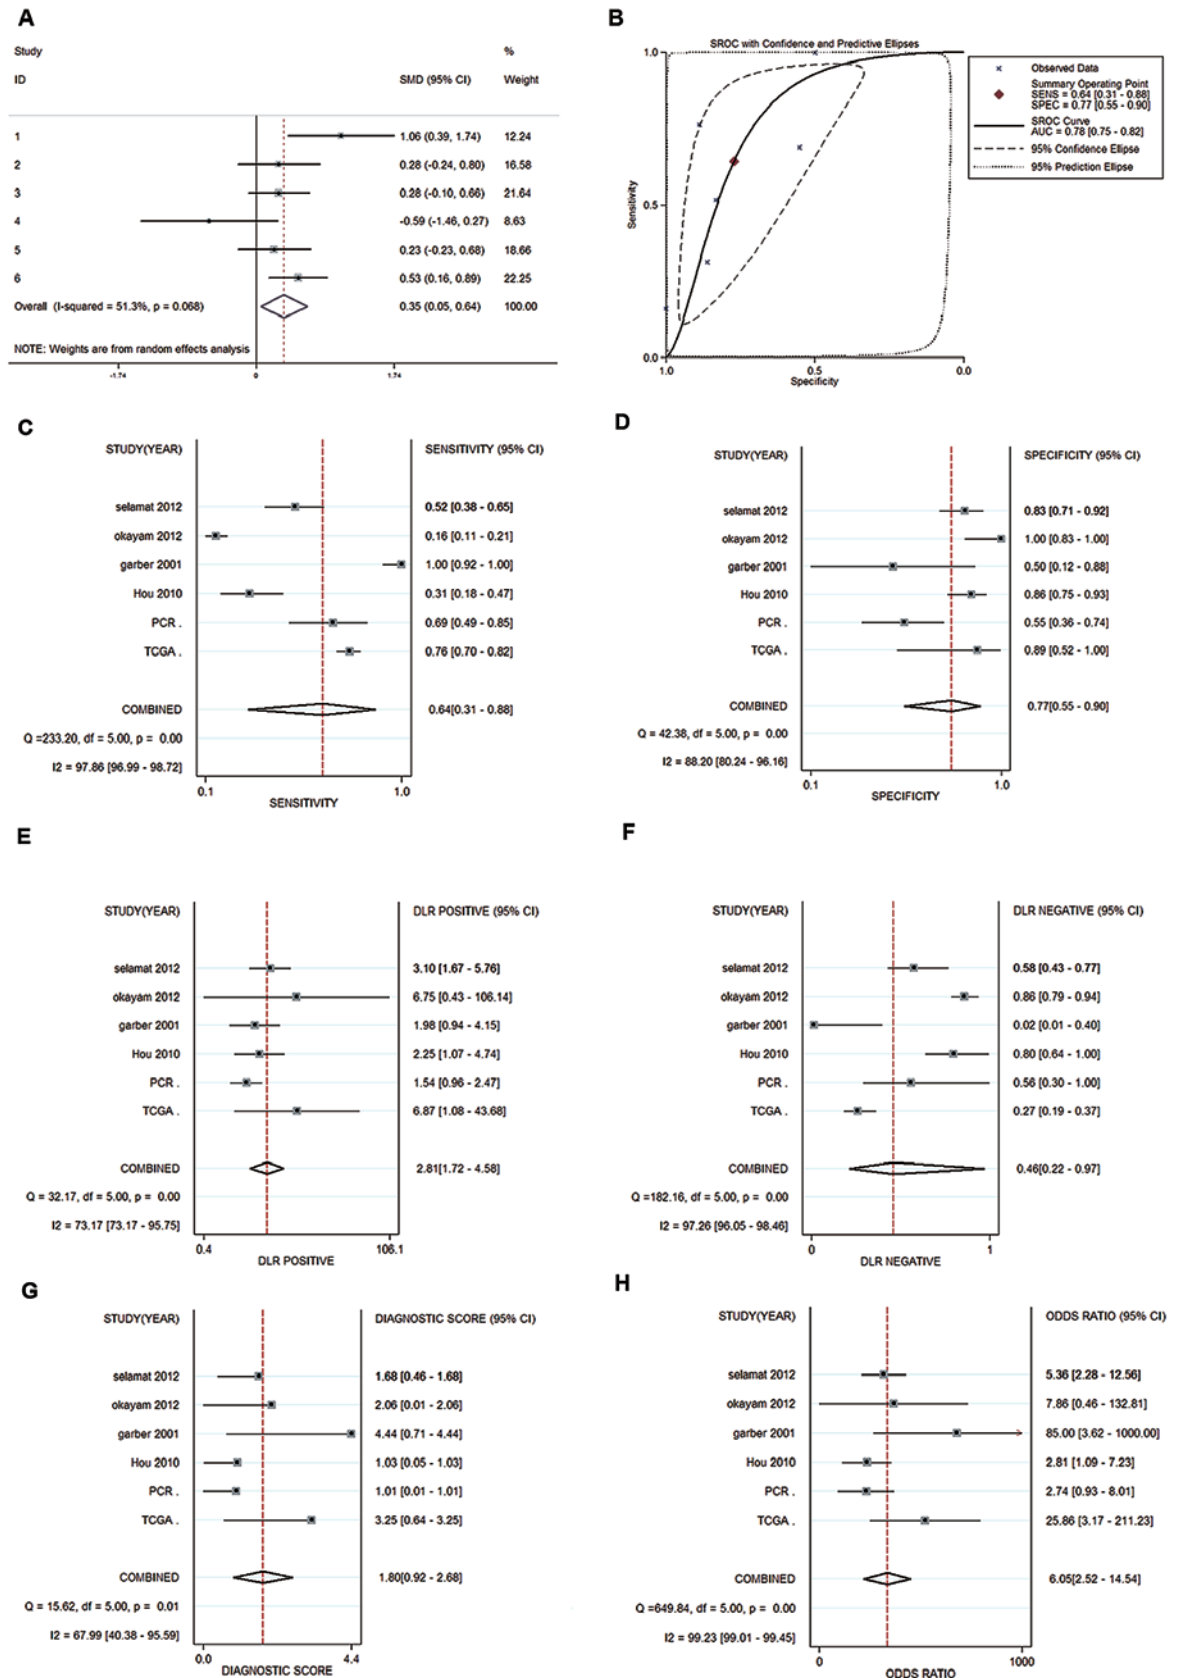 A
Study %
ID SMD (95% CI) Weight
1 1.06 (0.39, 1.74) 12.24
2 0.28 (-0.24, 0.80) 16.58
3 0.28 (-0.10, 0.66) 21.64
4 -0.59 (-1.46, 0.27) 8.63
5 0.23 (-0.23, 0.68) 18.66
6 0.53 (0.16, 0.89) 22.25
Overall (I-squared = 51.3%, p = 0.068) 0.35 (0.05, 0.64) 100.00
NOTE: Weights are from random effects analysis
-1.74 0 1.74
B
SROC with Confidence and Predictive Ellipses
1.0
0.5
0.0
Sensitivity
1.0 0.5 0.0
Specificity
Observed Data
Summary Operating Point
SENS = 0.64 [0.31 - 0.88]
SPEC = 0.77 [0.55 - 0.90]
SROC Curve
AUC = 0.78 [0.75 - 0.82]
95% Confidence Ellipse
95% Prediction Ellipse
C
STUDY(YEAR) SENSITIVITY (95% CI)
selamat 2012 0.52 [0.38 - 0.65]
okayam 2012 0.16 [0.11 - 0.21]
garber 2001 1.00 [0.92 - 1.00]
Hou 2010 0.31 [0.18 - 0.47]
PCR . 0.69 [0.49 - 0.85]
TCGA . 0.76 [0.70 - 0.82]
COMBINED 0.64[0.31 - 0.88]
Q =233.20, df = 5.00, p = 0.00
I2 = 97.86 [96.99 - 98.72]
0.1 1.0
SENSITIVITY
D
STUDY(YEAR) SPECIFICITY (95% CI)
selamat 2012 0.83 [0.71 - 0.92]
okayam 2012 1.00 [0.83 - 1.00]
garber 2001 0.50 [0.12 - 0.88]
Hou 2010 0.86 [0.75 - 0.93]
PCR . 0.55 [0.36 - 0.74]
TCGA . 0.89 [0.52 - 1.00]
COMBINED 0.77[0.55 - 0.90]
Q = 42.38, df = 5.00, p = 0.00
I2 = 88.20 [80.24 - 96.16]
0.1 1.0
SPECIFICITY
E
STUDY(YEAR) DLR POSITIVE (95% CI)
selamat 2012 3.10 [1.67 - 5.76]
okayam 2012 6.75 [0.43 - 106.14]
garber 2001 1.98 [0.94 - 4.15]
Hou 2010 2.25 [1.07 - 4.74]
PCR . 1.54 [0.96 - 2.47]
TCGA . 6.87 [1.08 - 43.68]
COMBINED 2.81[1.72 - 4.58]
Q = 32.17, df = 5.00, p = 0.00
I2 = 73.17 [73.17 - 95.75]
0.4 106.1
DLR POSITIVE
F
STUDY(YEAR) DLR NEGATIVE (95% CI)
selamat 2012 0.58 [0.43 - 0.77]
okayam 2012 0.86 [0.79 - 0.94]
garber 2001 0.02 [0.01 - 0.40]
Hou 2010 0.80 [0.64 - 1.00]
PCR . 0.56 [0.30 - 1.00]
TCGA . 0.27 [0.19 - 0.37]
COMBINED 0.46[0.22 - 0.97]
Q =182.16, df = 5.00, p = 0.00
I2 = 97.26 [96.05 - 98.46]
0 1
DLR NEGATIVE
G
STUDY(YEAR) DIAGNOSTIC SCORE (95% CI)
selamat 2012 1.68 [0.46 - 1.68]
okayam 2012 2.06 [0.01 - 2.06]
garber 2001 4.44 [0.71 - 4.44]
Hou 2010 1.03 [0.05 - 1.03]
PCR . 1.01 [0.01 - 1.01]
TCGA . 3.25 [0.64 - 3.25]
COMBINED 1.80[0.92 - 2.68]
Q = 15.62, df = 5.00, p = 0.01
I2 = 67.99 [40.38 - 95.59]
0.0 4.4
DIAGNOSTIC SCORE
H
STUDY(YEAR) ODDS RATIO (95% CI)
selamat 2012 5.36 [2.28 - 12.56]
okayam 2012 7.86 [0.46 - 132.81]
garber 2001 85.00 [3.62 - 1000.00]
Hou 2010 2.81 [1.09 - 7.23]
PCR . 2.74 [0.93 - 8.01]
TCGA . 25.86 [3.17 - 211.23]
COMBINED 6.05[2.52 - 14.54]
Q =649.84, df = 5.00, p = 0.00
I2 = 99.23 [99.01 - 99.45]
0 1000
ODDS RATIO